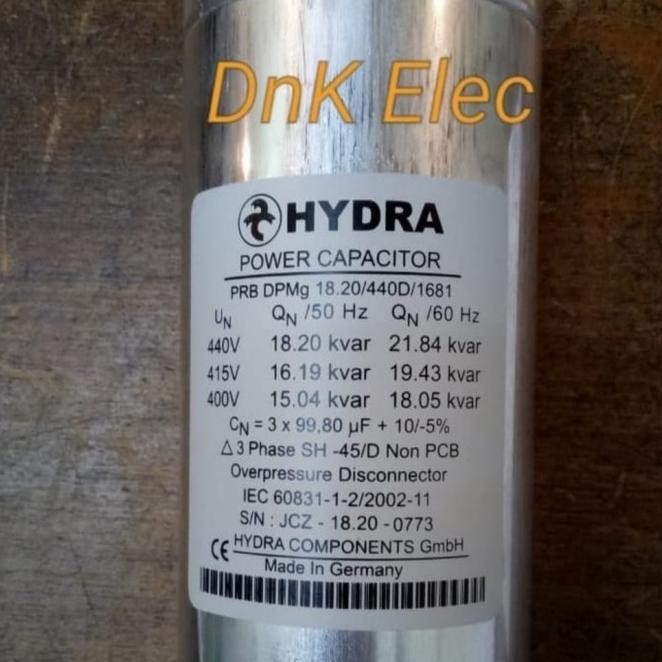 DnK Elec
HYDRA
POWER CAPACITOR
PRB DPMg 18.20/440D/1681
UN QN /50 Hz QN /60 Hz
440V 18.20 kvar 21.84 kvar
415V 16.19 kvar 19.43 kvar
400V 15.04 kvar 18.05 kvar
CN = 3 x 99,80 µF + 10/-5%
△ 3 Phase SH -45/D Non PCB
Overpressure Disconnector
IEC 60831-1-2/2002-11
S/N : JCZ - 18.20 - 0773
CE HYDRA COMPONENTS GmbH
Made In Germany